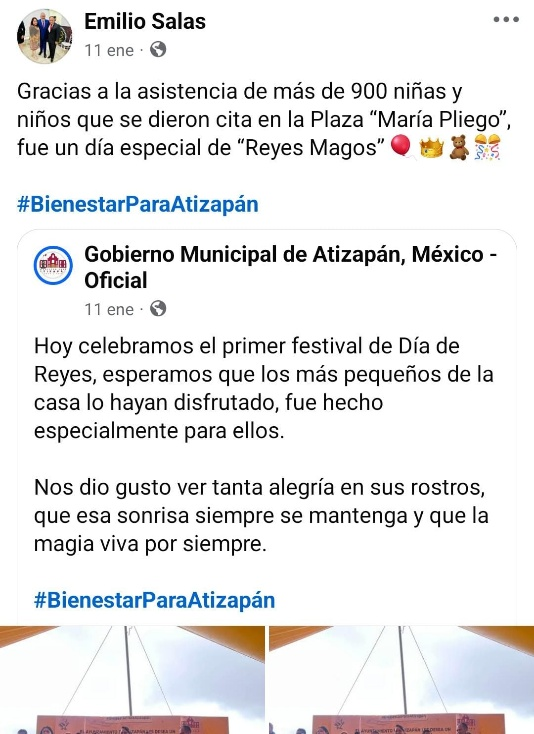 Emilio Salas
11 ene ·
Gracias a la asistencia de más de 900 niñas y
niños que se dieron cita en la Plaza “María Pliego”,
fue un día especial de “Reyes Magos” 🎈👑🧸🎊
#BienestarParaAtizapán
Gobierno Municipal de Atizapán, México -
Oficial
11 ene ·
Hoy celebramos el primer festival de Día de
Reyes, esperamos que los más pequeños de la
casa lo hayan disfrutado, fue hecho
especialmente para ellos.
Nos dio gusto ver tanta alegría en sus rostros,
que esa sonrisa siempre se mantenga y que la
magia viva por siempre.
#BienestarParaAtizapán